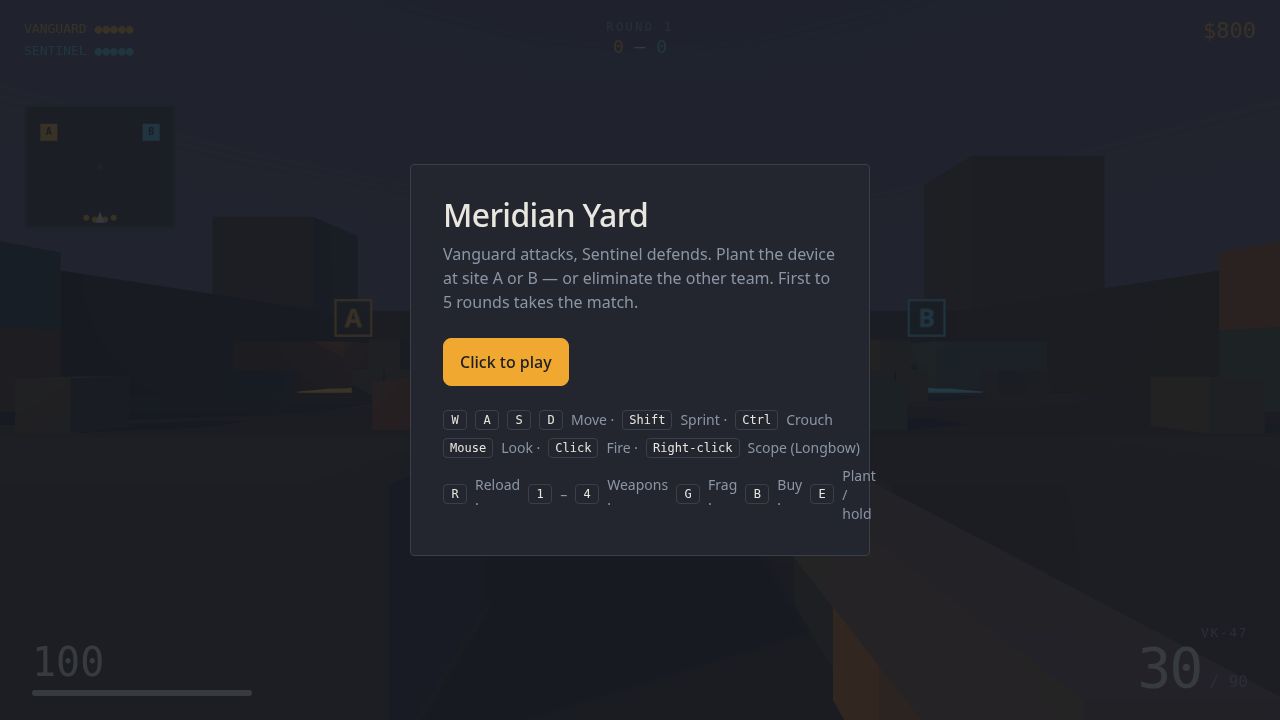 VANGUARD
SENTINEL
ROUND 1
0 — 0
$800
A
B
A
B
Meridian Yard
Vanguard attacks, Sentinel defends. Plant the device
at site A or B — or eliminate the other team. First to
5 rounds takes the match.
Click to play
W A S D Move · Shift Sprint · Ctrl Crouch
Mouse Look · Click Fire · Right-click Scope (Longbow)
R Reload · 1 – 4 Weapons · G Frag · B Buy · E Plant / hold
100
VK-47
30 / 90